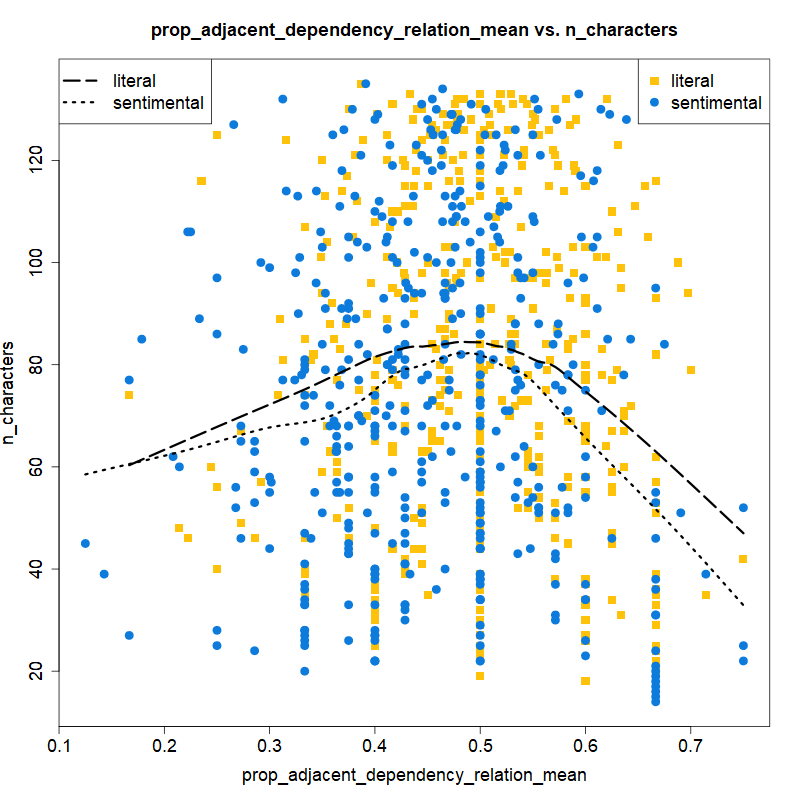 prop_adjacent_dependency_relation_mean vs. n_characters
literal
sentimental
literal
sentimental
n_characters
120
100
80
60
40
20
0.1 0.2 0.3 0.4 0.5 0.6 0.7
prop_adjacent_dependency_relation_mean